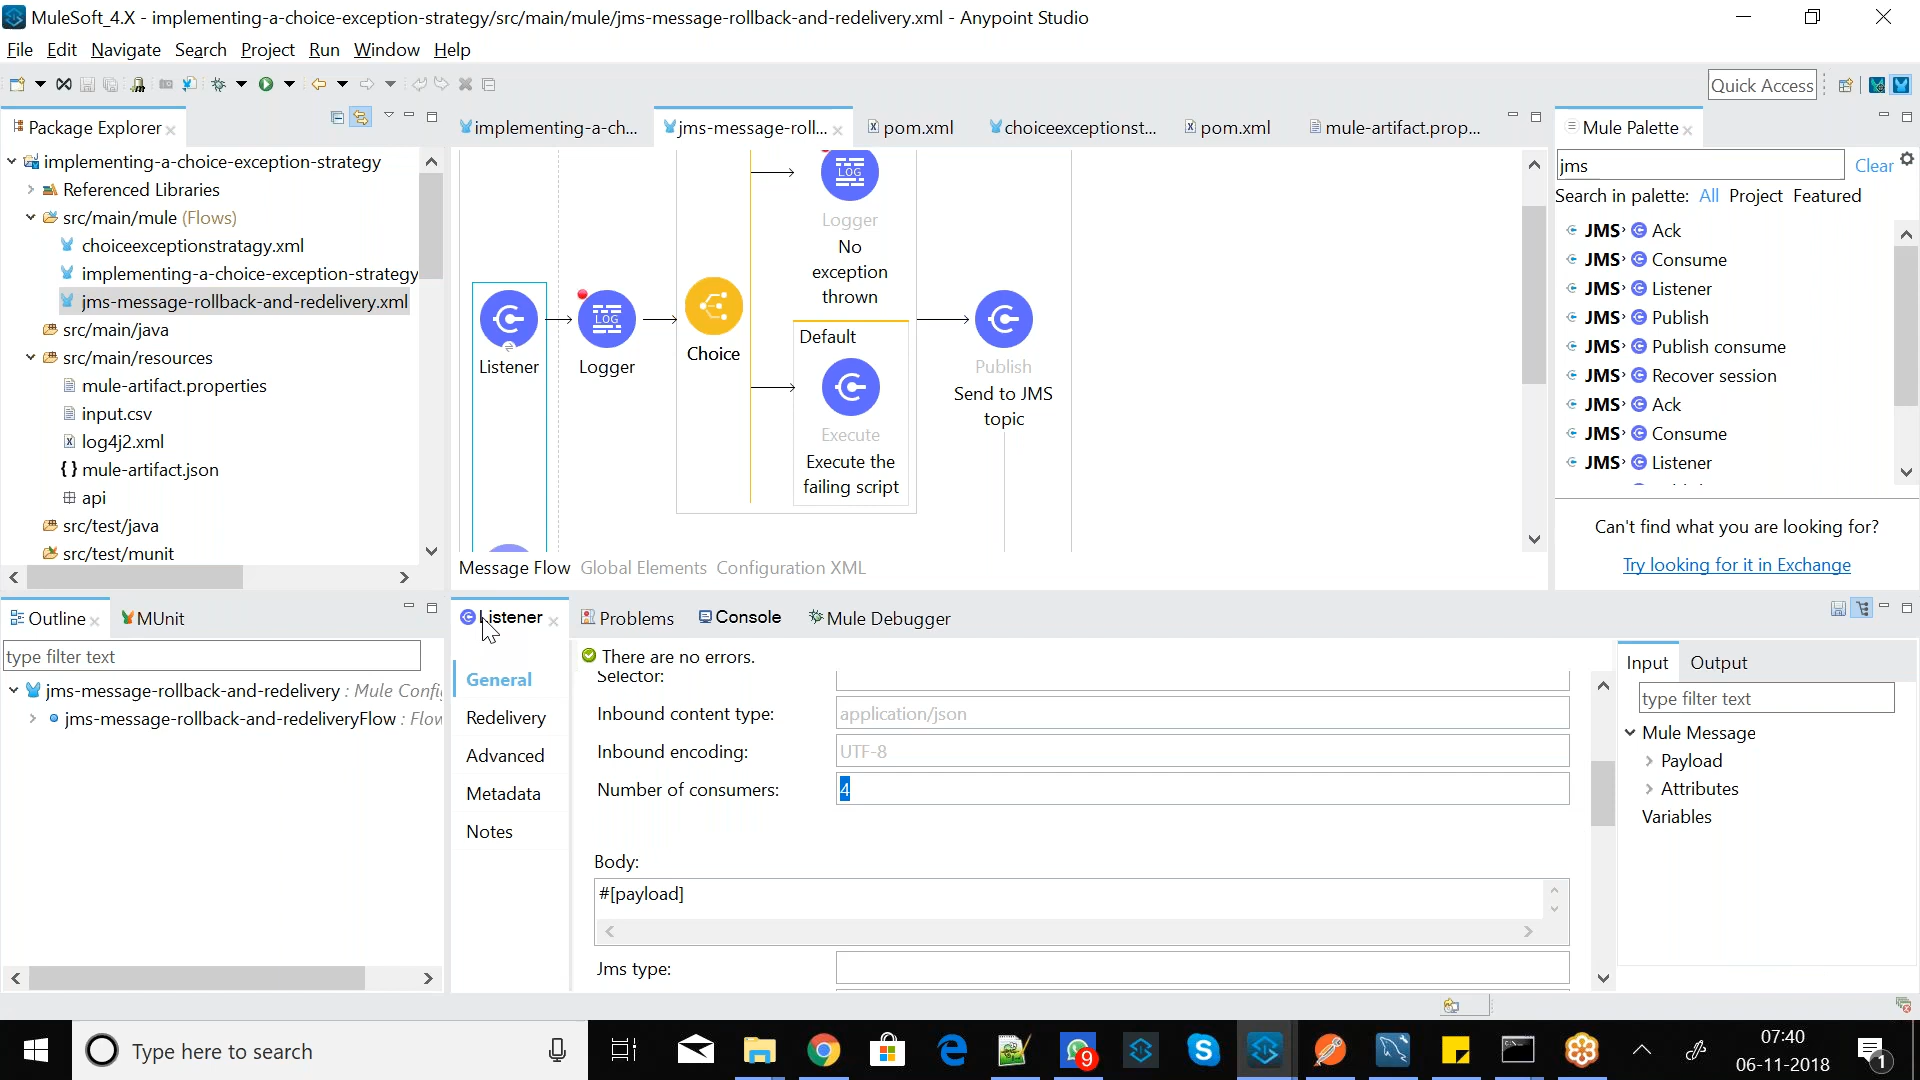 MuleSoft_4.X - implementing-a-choice-exception-strategy/src/main/mule/jms-message-rollback-and-redelivery.xml - Anypoint Studio
File Edit Navigate Search Project Run Window Help
Quick Access
Package Explorer
implementing-a-choice-exception-strategy
Referenced Libraries
src/main/mule (Flows)
choiceexceptionstratagy.xml
implementing-a-choice-exception-strategy
jms-message-rollback-and-redelivery.xml
src/main/java
src/main/resources
mule-artifact.properties
input.csv
log4j2.xml
mule-artifact.json
api
src/test/java
src/test/munit
implementing-a-ch...
jms-message-roll...
pom.xml
choiceexceptionst...
pom.xml
mule-artifact.prop...
LOG
Logger
No
exception
thrown
Listener
LOG
Logger
Choice
Default
Execute
Execute the
failing script
Publish
Send to JMS
topic
Message Flow Global Elements Configuration XML
Mule Palette
jms
Clear
Search in palette: All Project Featured
JMS Ack
JMS Consume
JMS Listener
JMS Publish
JMS Publish consume
JMS Recover session
JMS Ack
JMS Consume
JMS Listener
Can't find what you are looking for?
Try looking for it in Exchange
Outline
MUnit
type filter text
jms-message-rollback-and-redelivery : Mule Confi
jms-message-rollback-and-redeliveryFlow : Flow
Listener
Problems
Console
Mule Debugger
General
Redelivery
Advanced
Metadata
Notes
There are no errors.
Selector:
Inbound content type: application/json
Inbound encoding: UTF-8
Number of consumers: 4
Body:
#[payload]
Jms type:
Input
Output
type filter text
Mule Message
Payload
Attributes
Variables
Type here to search
9
07:40
06-11-2018
1